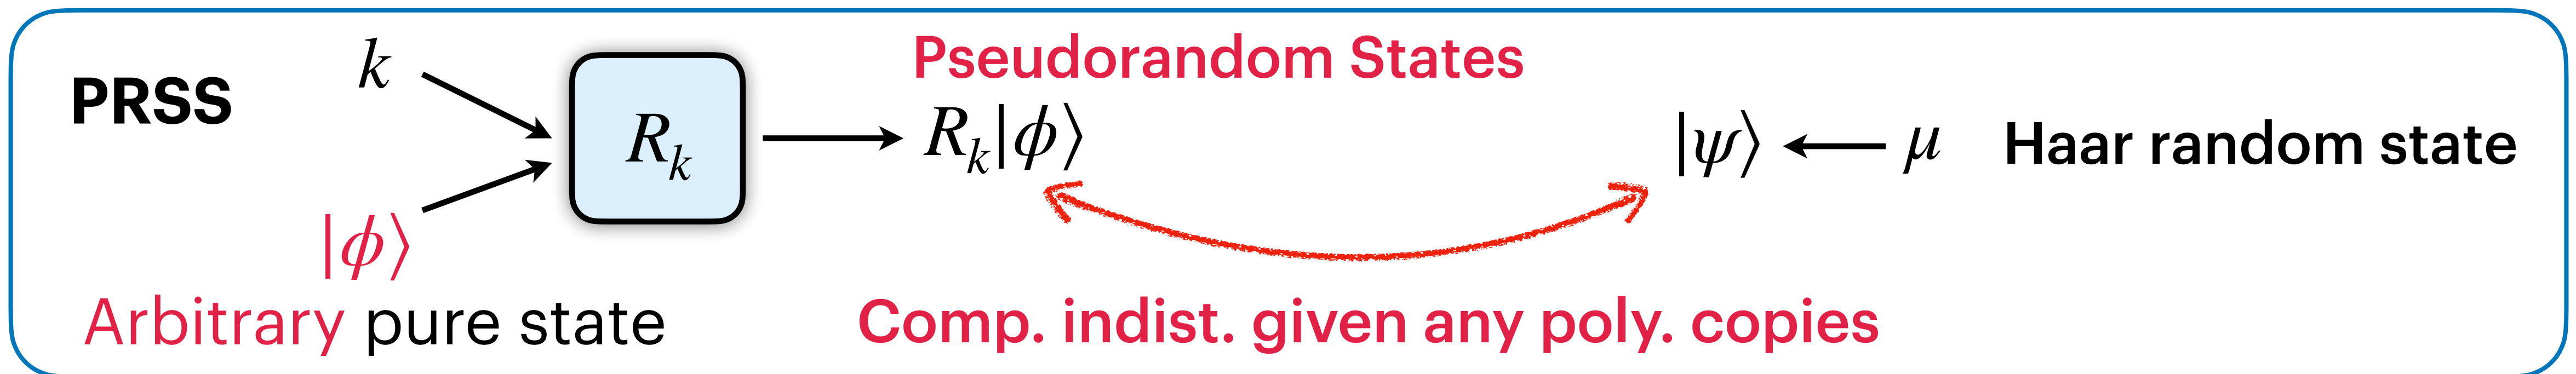 PRSS
k
|ϕ⟩
Arbitrary pure state
R_k
Pseudorandom States
R_k|ϕ⟩
Comp. indist. given any poly. copies
|ψ⟩
μ
Haar random state